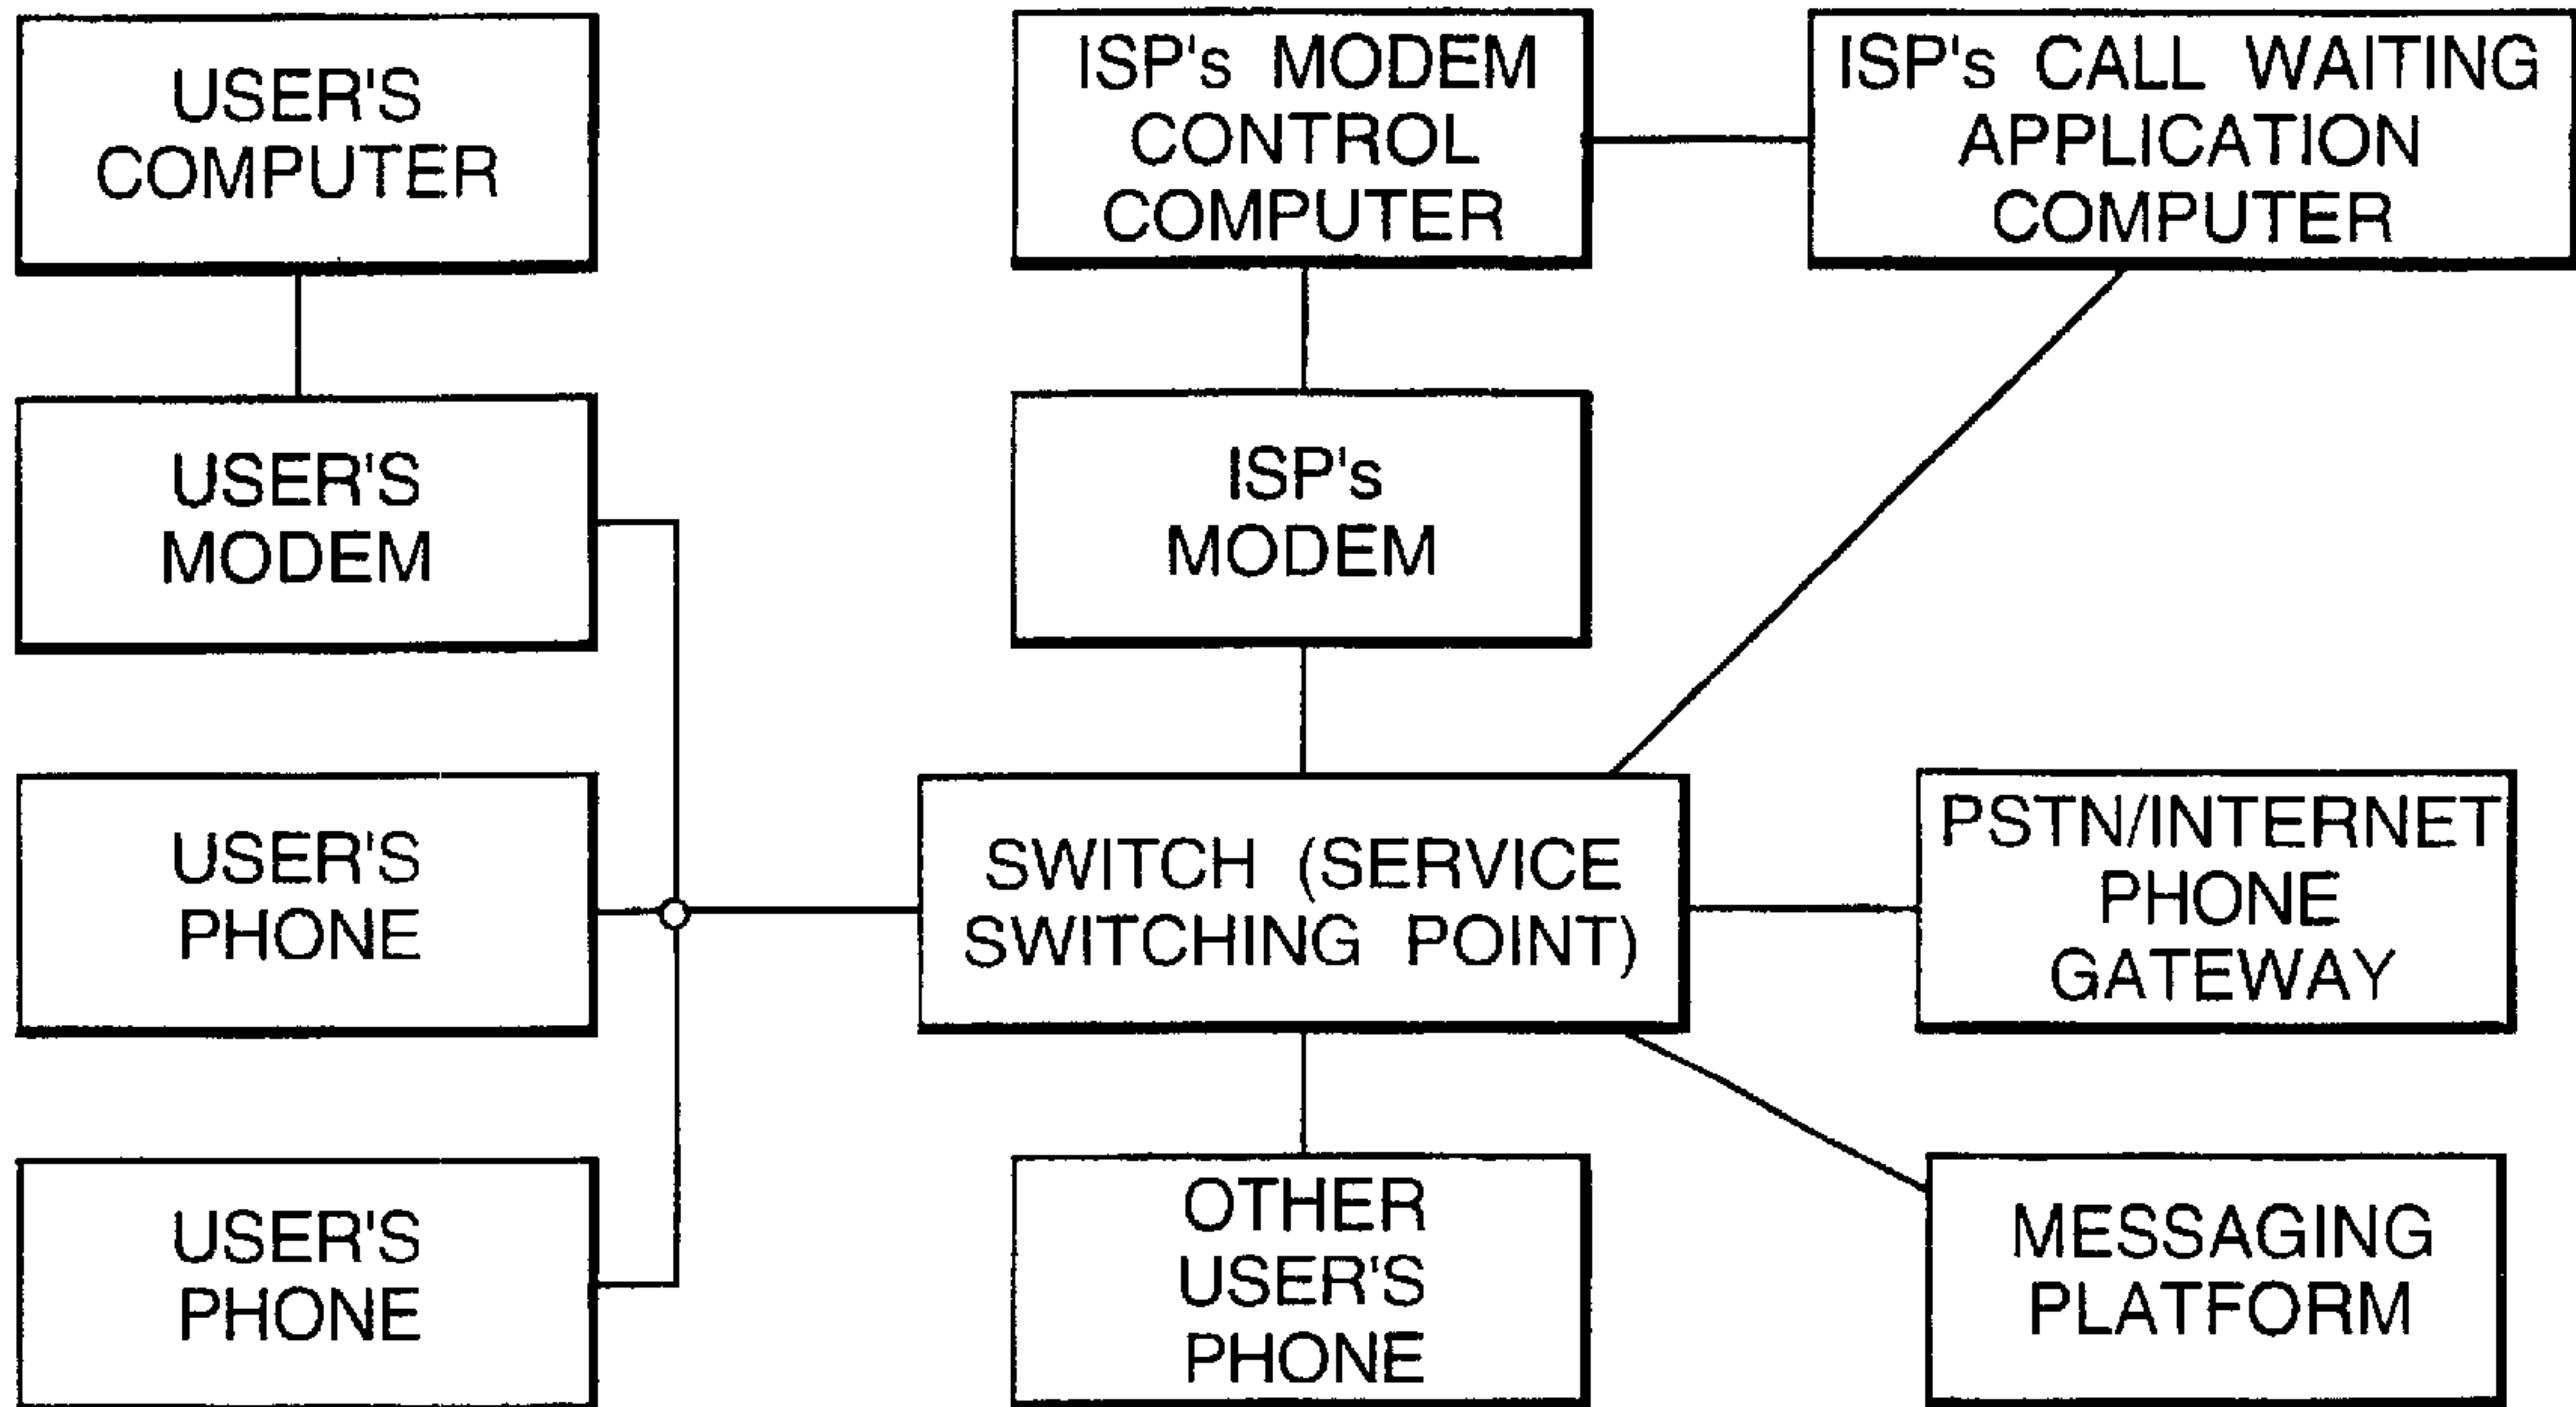 USER'S
COMPUTER
ISP's MODEM
CONTROL
COMPUTER
ISP's CALL WAITING
APPLICATION
COMPUTER
USER'S
MODEM
ISP's
MODEM
USER'S
PHONE
SWITCH (SERVICE
SWITCHING POINT)
PSTN/INTERNET
PHONE
GATEWAY
USER'S
PHONE
OTHER
USER'S
PHONE
MESSAGING
PLATFORM